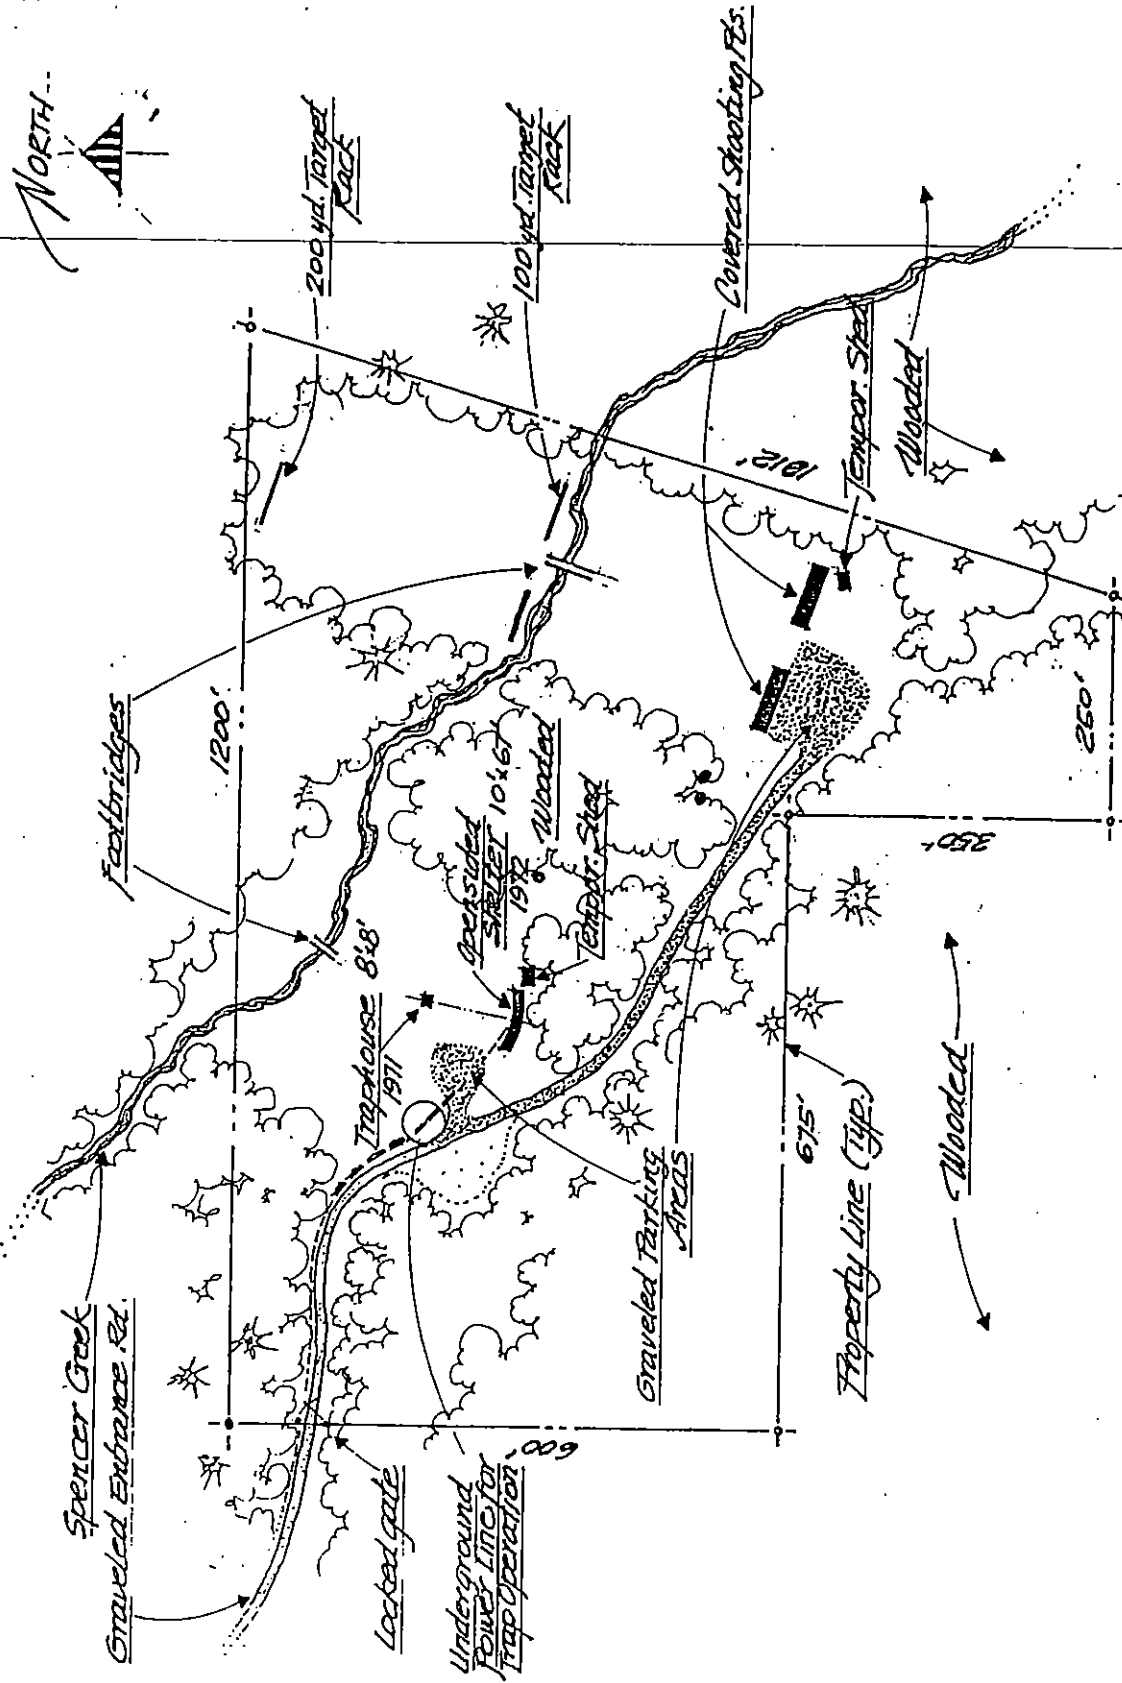 NORTH
Spencer Creek
Graveled Entrance Rd.
Footbridges
200 yd. Target
Rack
100 yd. Target
Rack
Covered Shooting Pts.
1200'
Traphouse 8'x8'
1971
Opensided
Shelter 10'x61'
1972
Wooded
Tempor. Shed
1212'
Tempor. Shed
Wooded
Locked gate
Underground
Power Line for
Trap Operation
600'
Graveled Parking
Areas
675'
Property Line (Typ.)
350'
260'
Wooded